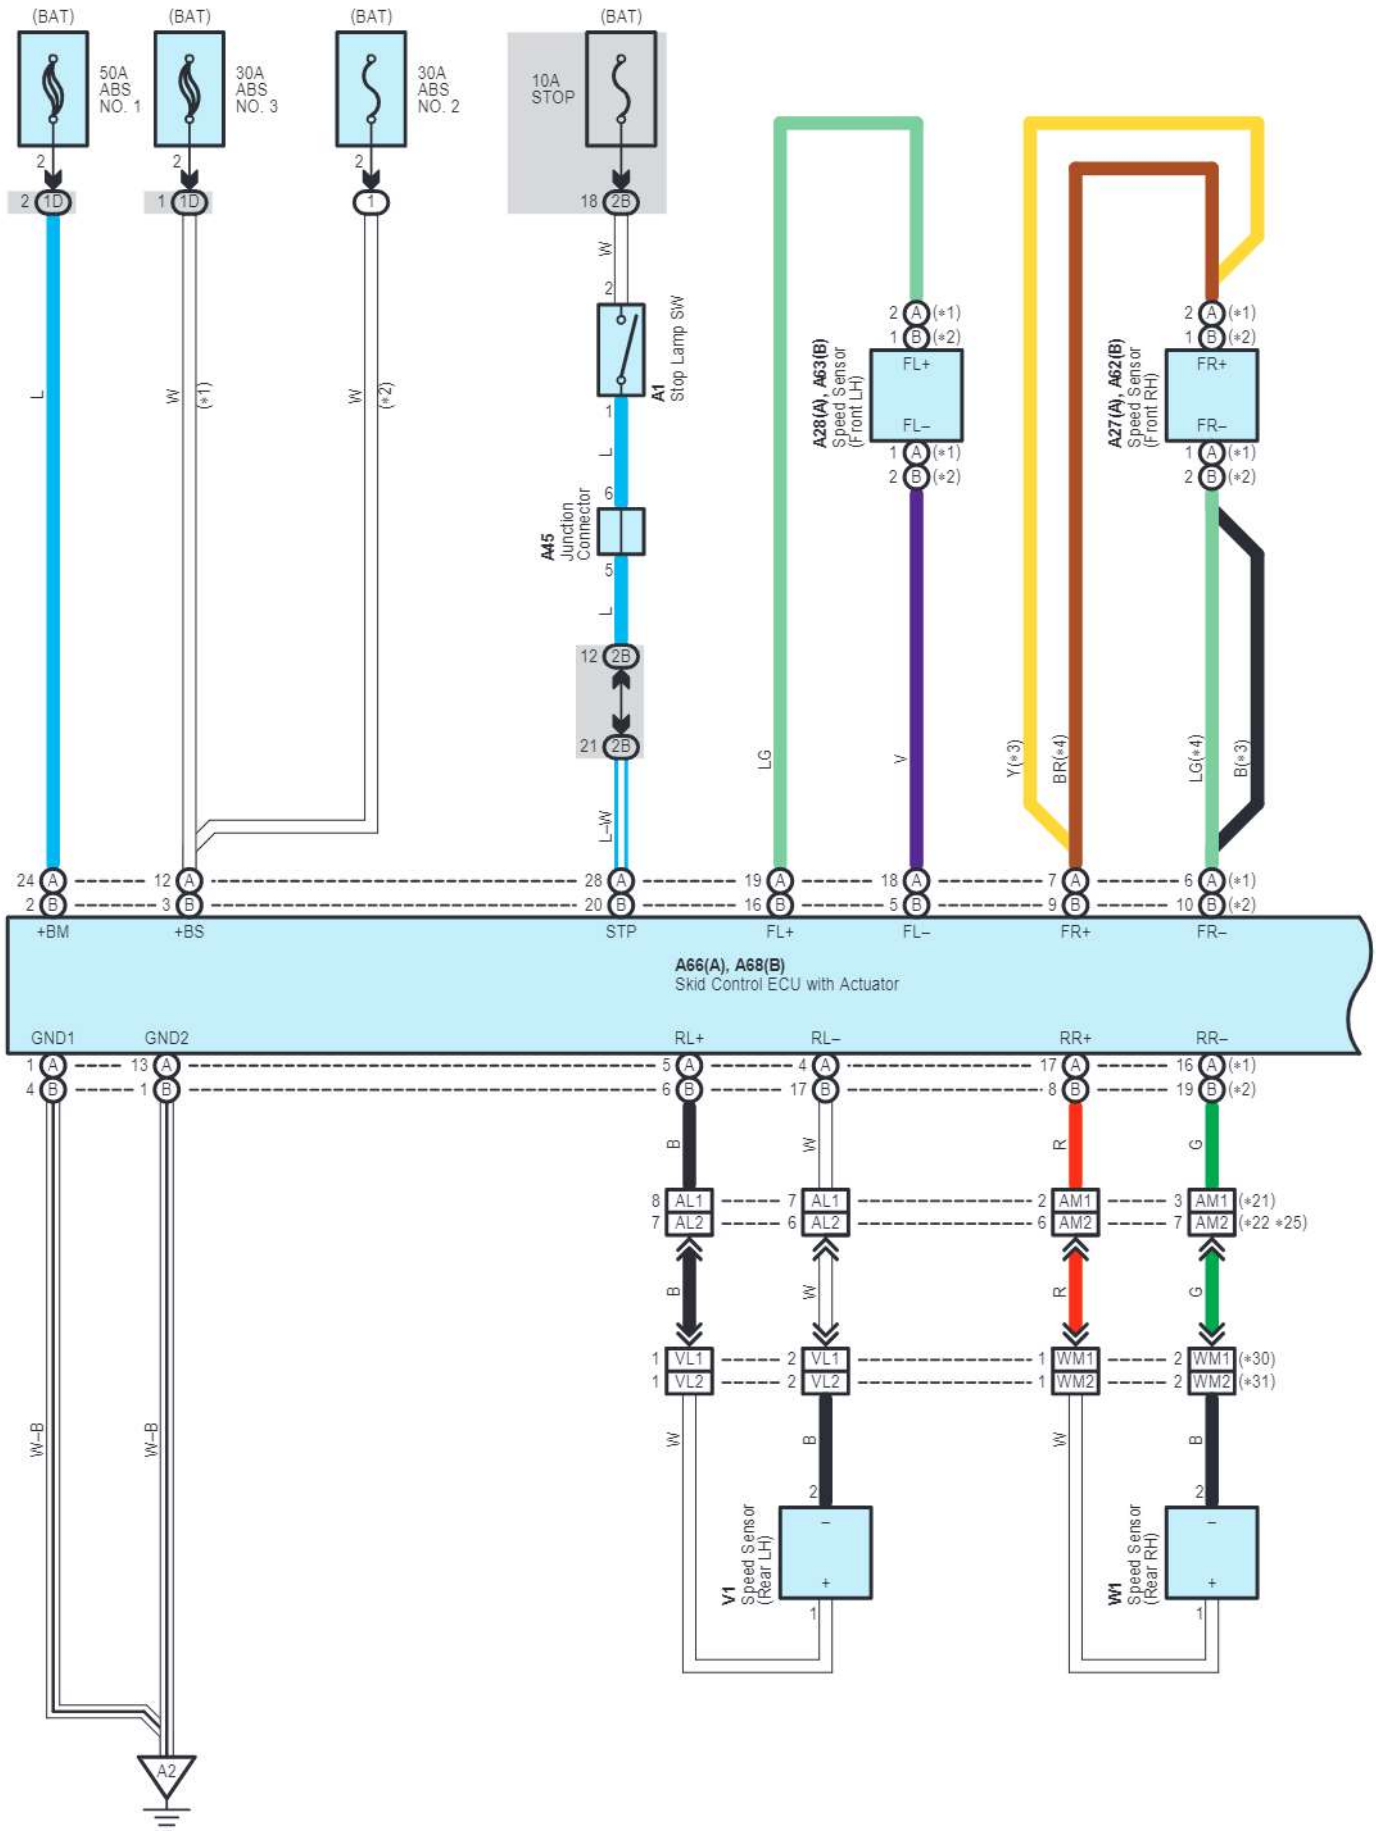 (BAT) (BAT) (BAT) (BAT)
50A
ABS
NO. 1
30A
ABS
NO. 3
30A
ABS
NO. 2
10A
STOP
2 2 2
2 1D 1 1D 1 18 2B
W
2
A1
Stop Lamp SW
1
L
W
(*1)
W
(*2)
L
6
A45
Junction
Connector
5
L
12 2B
21 2B
L–W
2 A (*1) 2 A (*1)
1 B (*2) 1 B (*2)
A28(A), A63(B)
Speed Sensor
(Front LH)
FL+
FL–
A27(A), A62(B)
Speed Sensor
(Front RH)
FR+
FR–
1 A (*1) 1 A (*1)
2 B (*2) 2 B (*2)
LG
V
Y(*3)
BR(*4)
LG(*4)
B(*3)
24 A 12 A 28 A 19 A 18 A 7 A 6 A (*1)
2 B 3 B 20 B 16 B 5 B 9 B 10 B (*2)
+BM +BS STP FL+ FL– FR+ FR–
A66(A), A68(B)
Skid Control ECU with Actuator
GND1 GND2 RL+ RL– RR+ RR–
1 A 13 A 5 A 4 A 17 A 16 A (*1)
4 B 1 B 6 B 17 B 8 B 19 B (*2)
B W R G
8 AL1 7 AL1 2 AM1 3 AM1 (*21)
7 AL2 6 AL2 6 AM2 7 AM2 (*22 *25)
B W R G
1 VL1 2 VL1 1 WM1 2 WM1 (*30)
1 VL2 2 VL2 1 WM2 2 WM2 (*31)
W–B W–B W B W B
2 2
V1
Speed Sensor
(Rear LH)
–
+
W1
Speed Sensor
(Rear RH)
–
+
1 1
A2